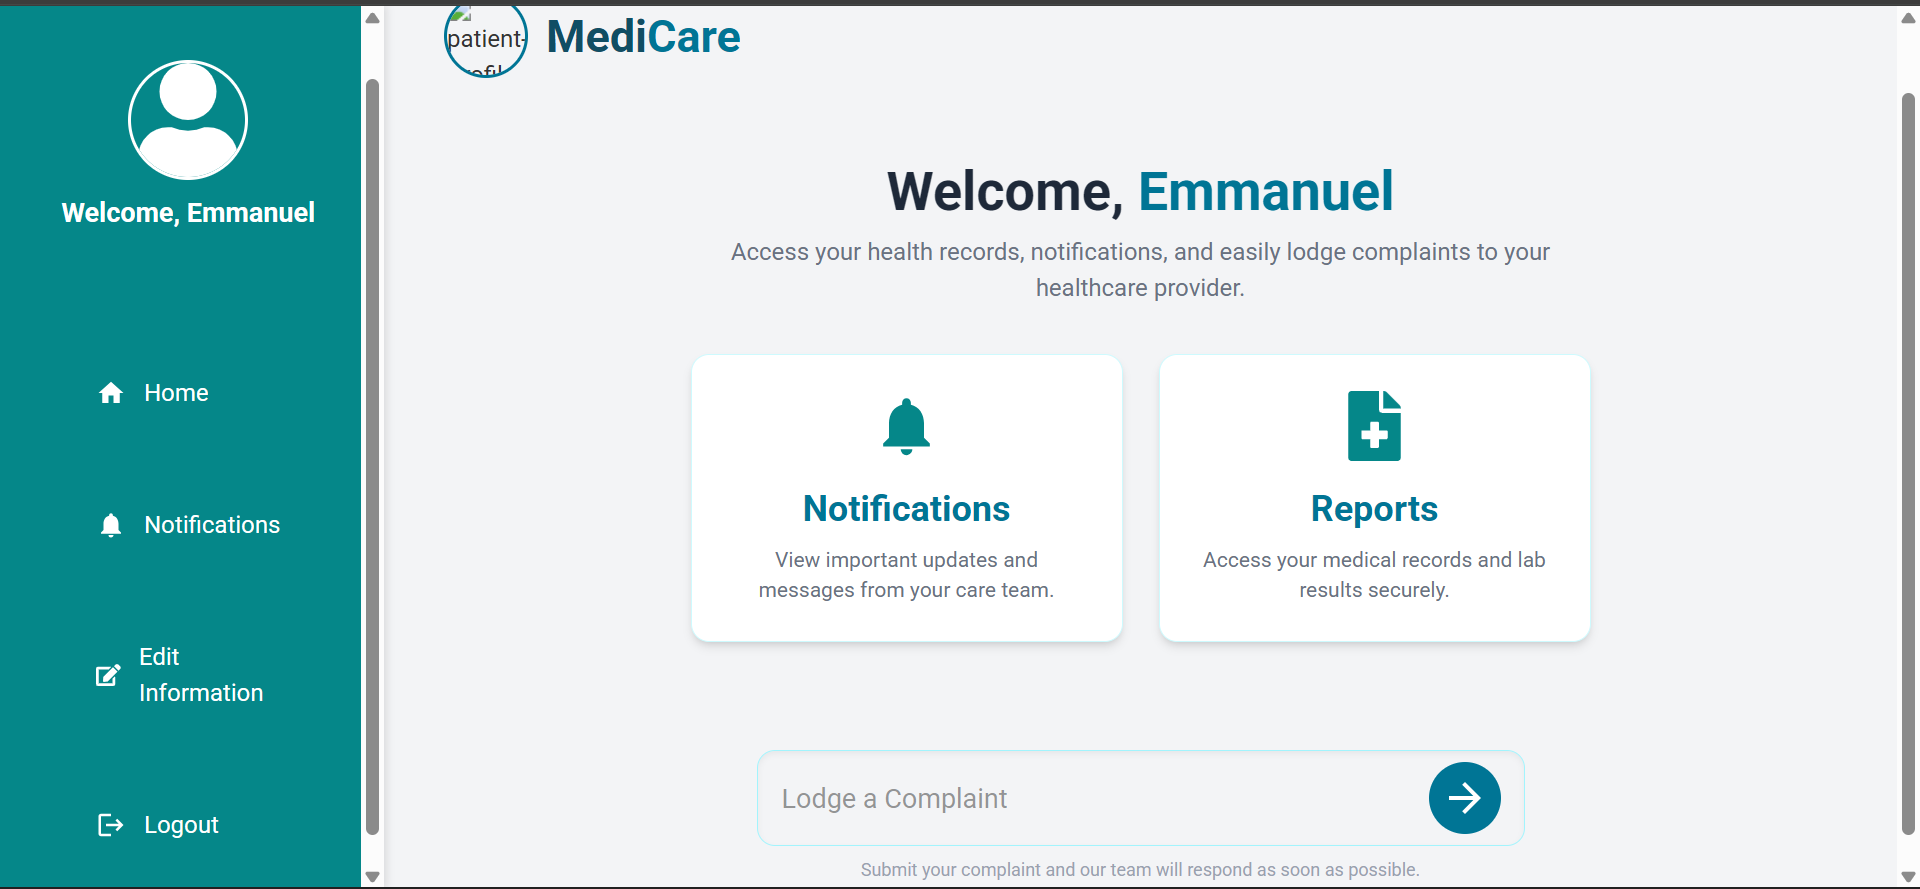 Welcome, Emmanuel
Home
Notifications
Edit
Information
Logout
patient-
MediCare
Welcome, Emmanuel
Access your health records, notifications, and easily lodge complaints to your
healthcare provider.
Notifications
View important updates and
messages from your care team.
Reports
Access your medical records and lab
results securely.
Lodge a Complaint
Submit your complaint and our team will respond as soon as possible.